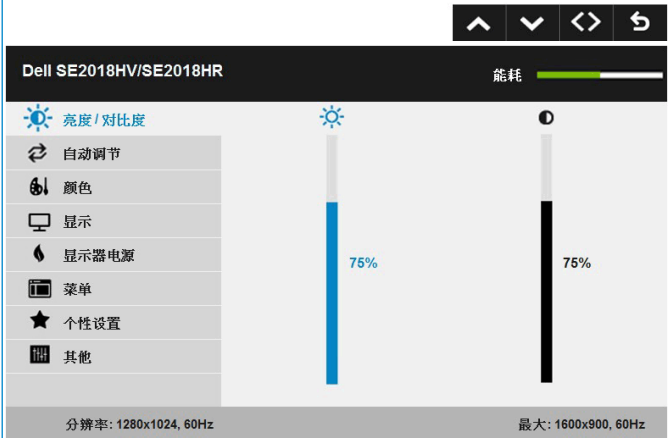 Dell SE2018HV/SE2018HR
能耗
亮度/对比度
自动调节
颜色
显示
显示器电源
75%
75%
菜单
个性设置
其他
分辨率: 1280x1024, 60Hz
最大: 1600x900, 60Hz